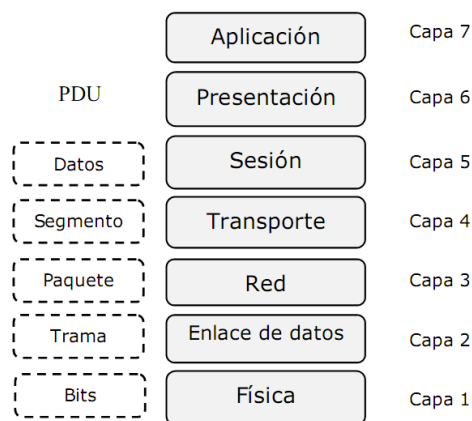 Aplicación Capa 7
PDU Presentación Capa 6
Datos Sesión Capa 5
Segmento Transporte Capa 4
Paquete Red Capa 3
Trama Enlace de datos Capa 2
Bits Física Capa 1